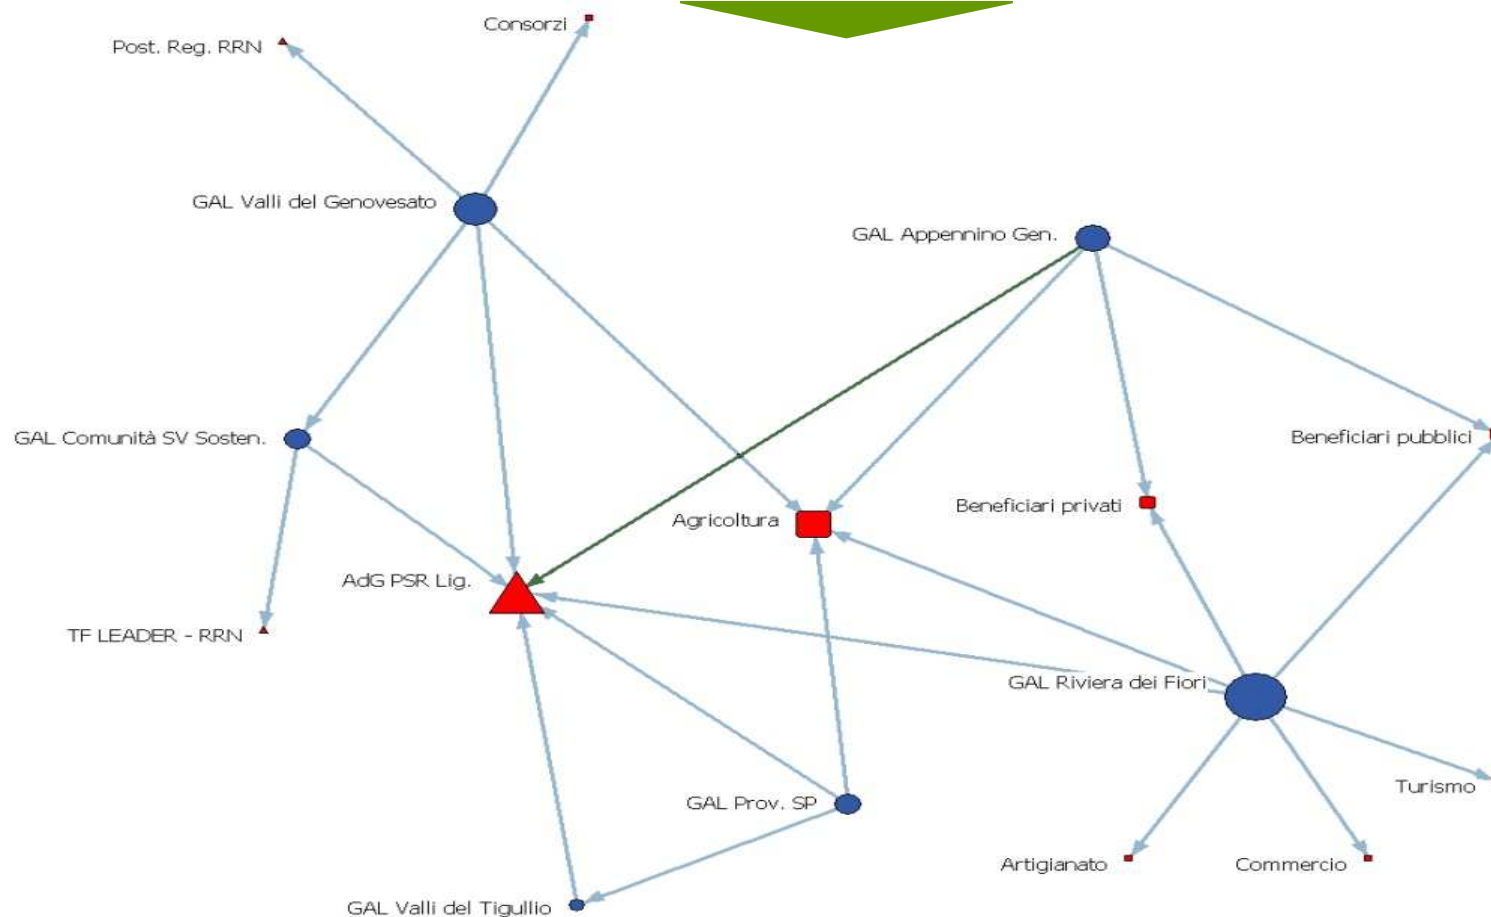 Consorzi
Post. Reg. RRN
GAL Valli del Genovesato
GAL Appennino Gen.
GAL Comunità SV Sosten.
Beneficiari pubblici
Beneficiari privati
Agricoltura
AdG PSR Lig.
TF LEADER - RRN
GAL Riviera dei Fiori
Turismo
GAL Prov. SP
Artigianato
Commercio
GAL Valli del Tigullio